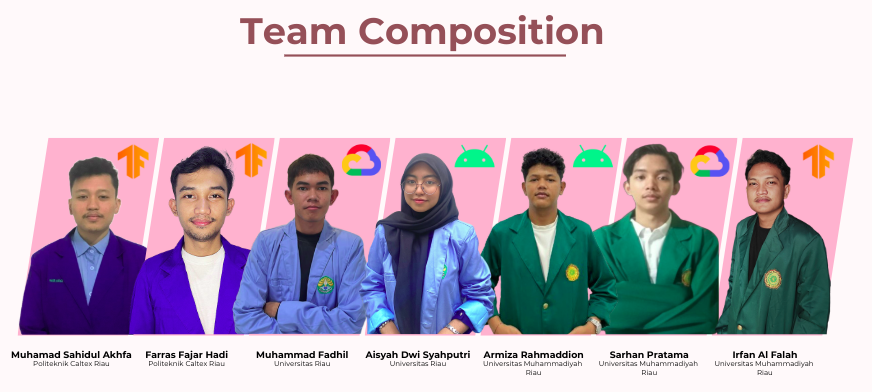 Team Composition
Muhamad Sahidul Akhfa
Politeknik Caltex Riau
Farras Fajar Hadi
Politeknik Caltex Riau
Muhammad Fadhil
Universitas Riau
Aisyah Dwi Syahputri
Universitas Riau
Armiza Rahmaddion
Universitas Muhammadiyah
Riau
Sarhan Pratama
Universitas Muhammadiyah
Riau
Irfan Al Falah
Universitas Muhammadiyah
Riau